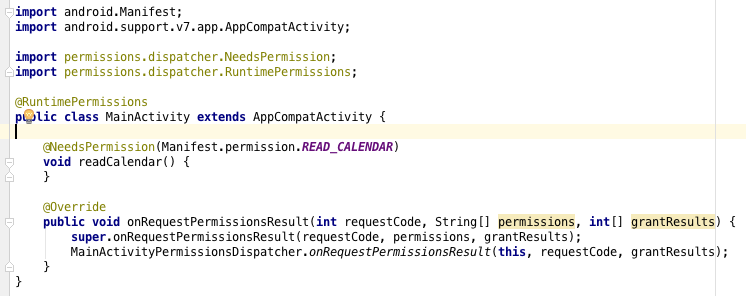 import android.Manifest;
import android.support.v7.app.AppCompatActivity;

import permissions.dispatcher.NeedsPermission;
import permissions.dispatcher.RuntimePermissions;

@RuntimePermissions
public class MainActivity extends AppCompatActivity {

    @NeedsPermission(Manifest.permission.READ_CALENDAR)
    void readCalendar() {
    }

    @Override
    public void onRequestPermissionsResult(int requestCode, String[] permissions, int[] grantResults) {
        super.onRequestPermissionsResult(requestCode, permissions, grantResults);
        MainActivityPermissionsDispatcher.onRequestPermissionsResult(this, requestCode, grantResults);
    }
}